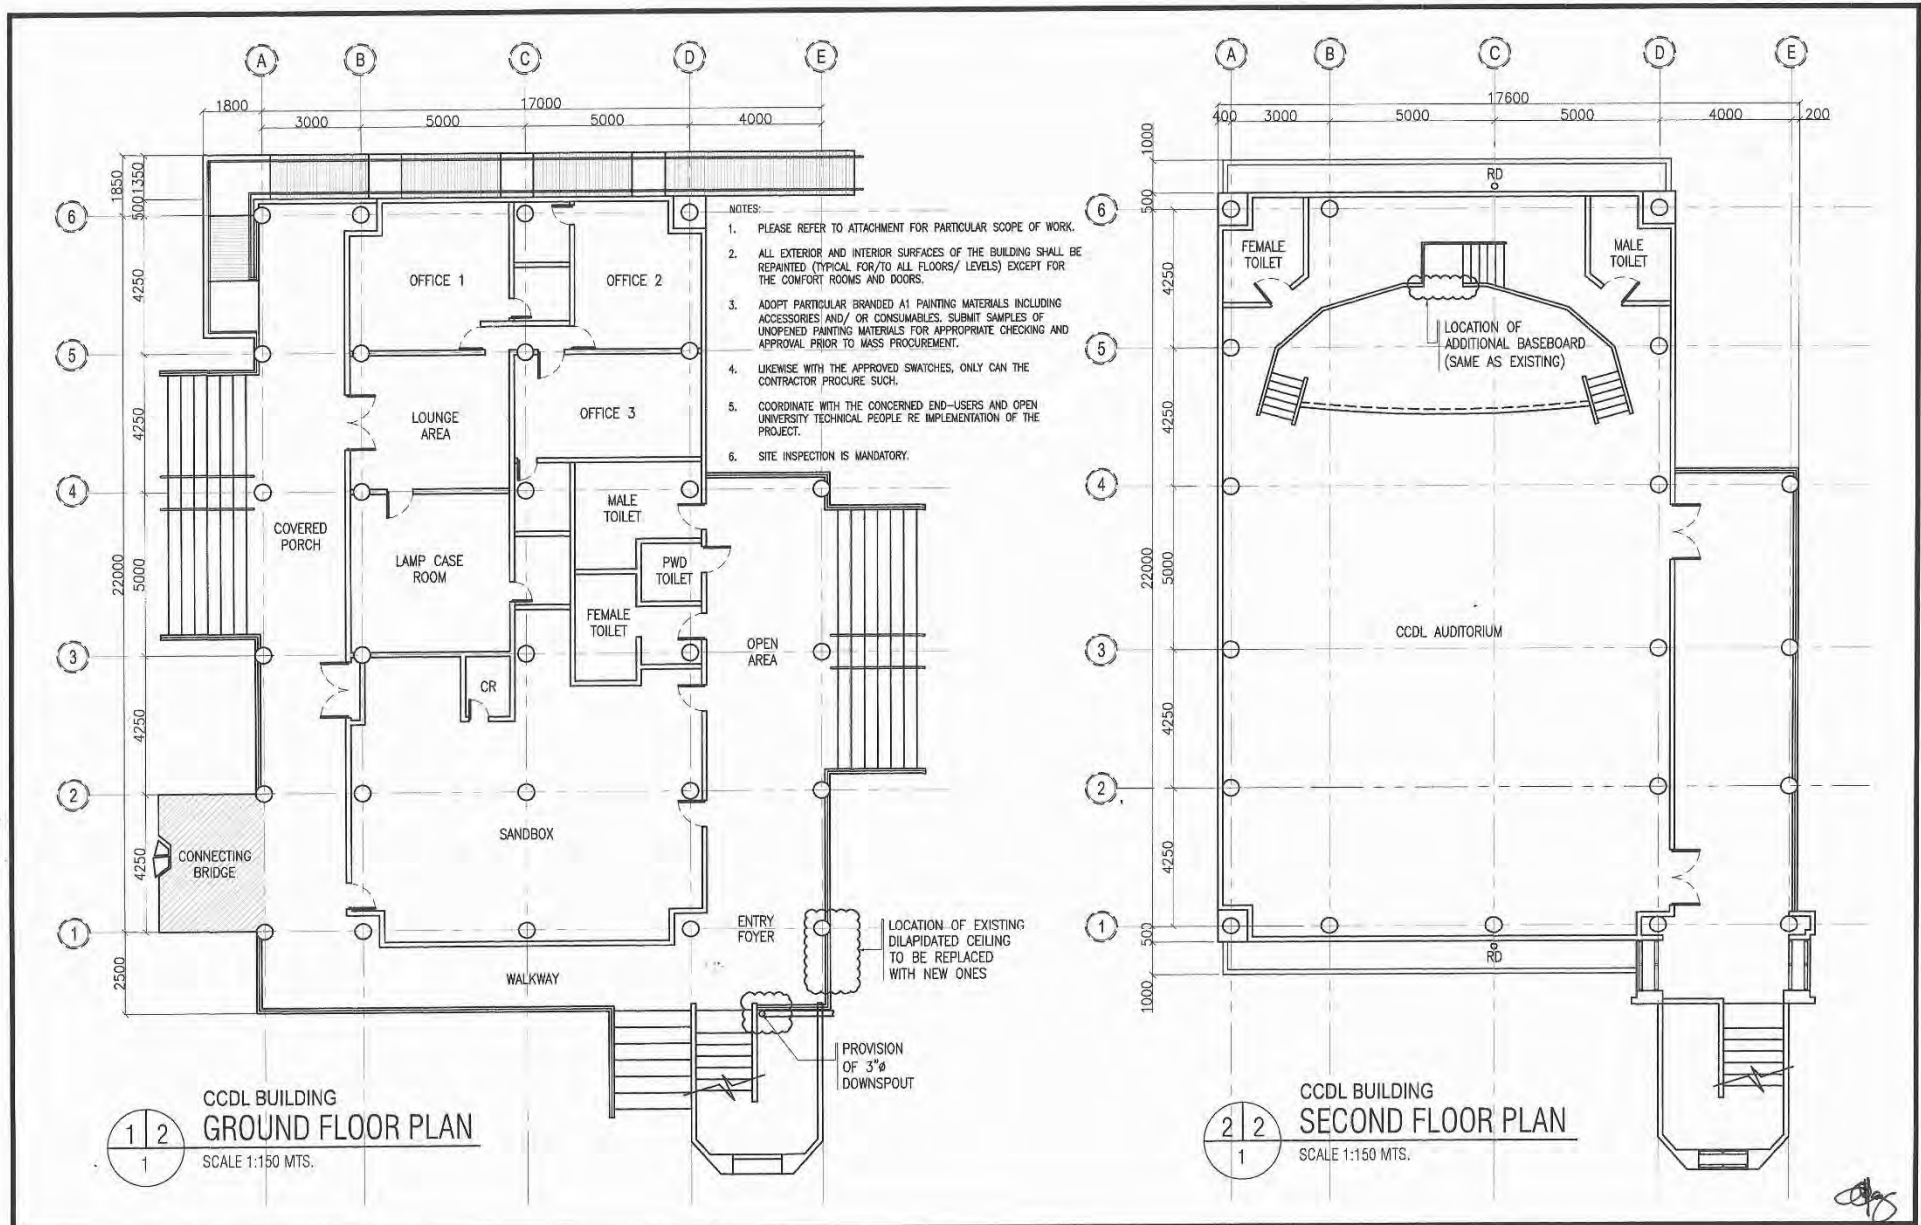 A B C D E
1800 17000
3000 5000 5000 4000
1850 1350
500
6
4250
5
4250
4
22000 5000
3
4250
2
4250
1
2500
OFFICE 1
OFFICE 2
OFFICE 3
LOUNGE
AREA
COVERED
PORCH
LAMP CASE
ROOM
MALE
TOILET
PWD
TOILET
FEMALE
TOILET
CR
OPEN
AREA
SANDBOX
CONNECTING
BRIDGE
ENTRY
FOYER
WALKWAY
NOTES:
1. PLEASE REFER TO ATTACHMENT FOR PARTICULAR SCOPE OF WORK.
2. ALL EXTERIOR AND INTERIOR SURFACES OF THE BUILDING SHALL BE
REPAINTED (TYPICAL FOR/TO ALL FLOORS/ LEVELS) EXCEPT FOR
THE COMFORT ROOMS AND DOORS.
3. ADOPT PARTICULAR BRANDED A1 PAINTING MATERIALS INCLUDING
ACCESSORIES AND/ OR CONSUMABLES. SUBMIT SAMPLES OF
UNOPENED PAINTING MATERIALS FOR APPROPRIATE CHECKING AND
APPROVAL PRIOR TO MASS PROCUREMENT.
4. LIKEWISE WITH THE APPROVED SWATCHES, ONLY CAN THE
CONTRACTOR PROCURE SUCH.
5. COORDINATE WITH THE CONCERNED END-USERS AND OPEN
UNIVERSITY TECHNICAL PEOPLE RE IMPLEMENTATION OF THE
PROJECT.
6. SITE INSPECTION IS MANDATORY.
LOCATION OF EXISTING
DILAPIDATED CEILING
TO BE REPLACED
WITH NEW ONES
PROVISION
OF 3"ø
DOWNSPOUT
1 2
1
CCDL BUILDING
GROUND FLOOR PLAN
SCALE 1:150 MTS.
A B C D E
17600
400 3000 5000 5000 4000 200
1000
500
6
4250
5
4250
4
22000 5000
3
4250
2
4250
1
500
1000
RD
FEMALE
TOILET
MALE
TOILET
LOCATION OF
ADDITIONAL BASEBOARD
(SAME AS EXISTING)
CCDL AUDITORIUM
RD
2 2
1
CCDL BUILDING
SECOND FLOOR PLAN
SCALE 1:150 MTS.